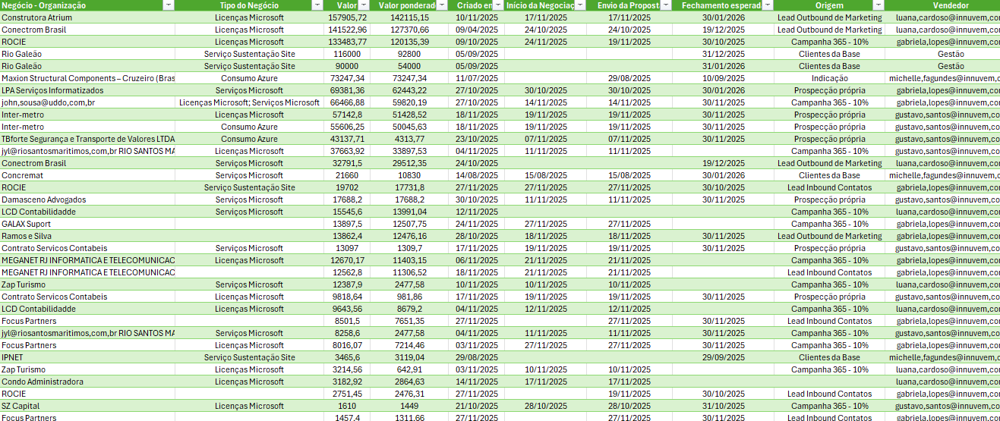 Negócio - Organização Tipo do Negócio Valor Valor ponderad Criado en Início da Negociaç Envio da Propost Fechamento esperad Origem Vendedor
Construtora Atrium Licenças Microsoft 157905,72 142115,15 10/11/2025 17/11/2025 17/11/2025 30/01/2026 Lead Outbound de Marketing luana,cardoso@innuvem,co
Conectrom Brasil Licenças Microsoft 141522,96 127370,66 09/04/2025 24/10/2025 24/10/2025 19/12/2025 Lead Outbound de Marketing luana,cardoso@innuvem,co
ROCIE Licenças Microsoft 133483,77 120135,39 09/10/2025 24/11/2025 19/11/2025 30/10/2025 Campanha 365 - 10% gabriela,lopes@innuvem,co
Rio Galeão Serviço Sustentação Site 116000 92800 05/09/2025 31/12/2025 Clientes da Base Gestão
Rio Galeão Serviço Sustentação Site 90000 54000 05/09/2025 31/01/2026 Clientes da Base Gestão
Maxion Structural Components – Cruzeiro (Bras Consumo Azure 73247,34 73247,34 11/07/2025 29/08/2025 10/09/2025 Indicação michelle,fagundes@innuvem,c
LPA Serviços Informatizados Serviços Microsoft 69381,36 62443,22 27/10/2025 30/10/2025 30/10/2025 30/01/2026 Prospecção própria gabriela,lopes@innuvem,co
john,sousa@uddo,com,br Licenças Microsoft; Serviços Microsoft 66466,88 59820,19 27/10/2025 14/11/2025 14/11/2025 30/11/2025 Campanha 365 - 10% gabriela,lopes@innuvem,co
Inter-metro Licenças Microsoft 57142,8 51428,52 18/11/2025 19/11/2025 19/11/2025 30/11/2025 Prospecção própria gustavo,santos@innuvem,co
Inter-metro Consumo Azure 55606,25 50045,63 18/11/2025 19/11/2025 19/11/2025 30/11/2025 Prospecção própria gustavo,santos@innuvem,co
TBforte Segurança e Transporte de Valores LTDA Consumo Azure 43137,71 4313,77 23/10/2025 07/11/2025 07/11/2025 30/11/2025 Prospecção própria gustavo,santos@innuvem,co
jyl@riosantosmaritimos,com,br RIO SANTOS MA Licenças Microsoft 37663,92 33897,53 04/11/2025 11/11/2025 11/11/2025 Campanha 365 - 10% gustavo,santos@innuvem,co
Conectrom Brasil Serviços Microsoft 32791,5 29512,35 24/10/2025 19/12/2025 Lead Outbound de Marketing luana,cardoso@innuvem,co
Concremat Serviços Microsoft 21660 10830 14/08/2025 15/08/2025 15/08/2025 30/01/2026 Clientes da Base michelle,fagundes@innuvem,c
ROCIE Serviço Sustentação Site 19702 17731,8 27/11/2025 27/11/2025 27/11/2025 30/10/2025 Lead Inbound Contatos gabriela,lopes@innuvem,co
Damasceno Advogados Serviços Microsoft 17688,2 17688,2 30/10/2025 11/11/2025 11/11/2025 30/11/2025 Prospecção própria gustavo,santos@innuvem,co
LCD Contabilidadde Serviços Microsoft 15545,6 13991,04 12/11/2025 Campanha 365 - 10% luana,cardoso@innuvem,co
GALAX Suport 13897,5 12507,75 24/11/2025 27/11/2025 27/11/2025 Campanha 365 - 10% gabriela,lopes@innuvem,co
Ramos e Silva 13862,4 12476,16 28/10/2025 18/11/2025 18/11/2025 30/11/2025 Lead Outbound de Marketing gabriela,lopes@innuvem,co
Contrato Servicos Contabeis Serviços Microsoft 13097 1309,7 17/11/2025 19/11/2025 19/11/2025 30/11/2025 Prospecção própria gustavo,santos@innuvem,co
MEGANET RJ INFORMATICA E TELECOMUNICAC Licenças Microsoft 12670,17 11403,15 06/11/2025 21/11/2025 21/11/2025 Campanha 365 - 10% gabriela,lopes@innuvem,co
MEGANET RJ INFORMATICA E TELECOMUNICAC 12562,8 11306,52 18/11/2025 21/11/2025 21/11/2025 Lead Inbound Contatos gabriela,lopes@innuvem,co
Zap Turismo Serviços Microsoft 12387,9 2477,58 10/11/2025 10/11/2025 10/11/2025 Campanha 365 - 10% luana,cardoso@innuvem,co
Contrato Servicos Contabeis Licenças Microsoft 9818,64 981,86 17/11/2025 19/11/2025 19/11/2025 30/11/2025 Prospecção própria gustavo,santos@innuvem,co
LCD Contabilidadde Licenças Microsoft 9643,56 8679,2 04/11/2025 12/11/2025 12/11/2025 Campanha 365 - 10% luana,cardoso@innuvem,co
Focus Partners 8501,5 7651,35 27/11/2025 27/11/2025 30/11/2025 Lead Inbound Contatos gabriela,lopes@innuvem,co
jyl@riosantosmaritimos,com,br RIO SANTOS MA Serviços Microsoft 8258,6 2477,58 04/11/2025 11/11/2025 11/11/2025 30/11/2025 Campanha 365 - 10% gustavo,santos@innuvem,co
Focus Partners Licenças Microsoft 8016,07 7214,46 03/11/2025 27/11/2025 27/11/2025 30/11/2025 Campanha 365 - 10% gabriela,lopes@innuvem,co
IPNET Serviço Sustentação Site 3465,6 3119,04 29/08/2025 29/09/2025 Clientes da Base michelle,fagundes@innuvem,c
Zap Turismo Licenças Microsoft 3214,56 642,91 03/11/2025 10/11/2025 10/11/2025 Campanha 365 - 10% luana,cardoso@innuvem,co
Condo Administradora Licenças Microsoft 3182,92 2864,63 14/11/2025 17/11/2025 17/11/2025 luana,cardoso@innuvem,co
ROCIE 2751,45 2476,31 27/11/2025 19/11/2025 30/10/2025 Lead Inbound Contatos gabriela,lopes@innuvem,co
SZ Capital Licenças Microsoft 1610 1449 21/10/2025 28/10/2025 28/10/2025 31/10/2025 Campanha 365 - 10% gabriela,lopes@innuvem,co
Focus Partners 1457,4 1311,66 27/11/2025 27/11/2025 30/11/2025 Lead Inbound Contatos gabriela,lopes@innuvem,co